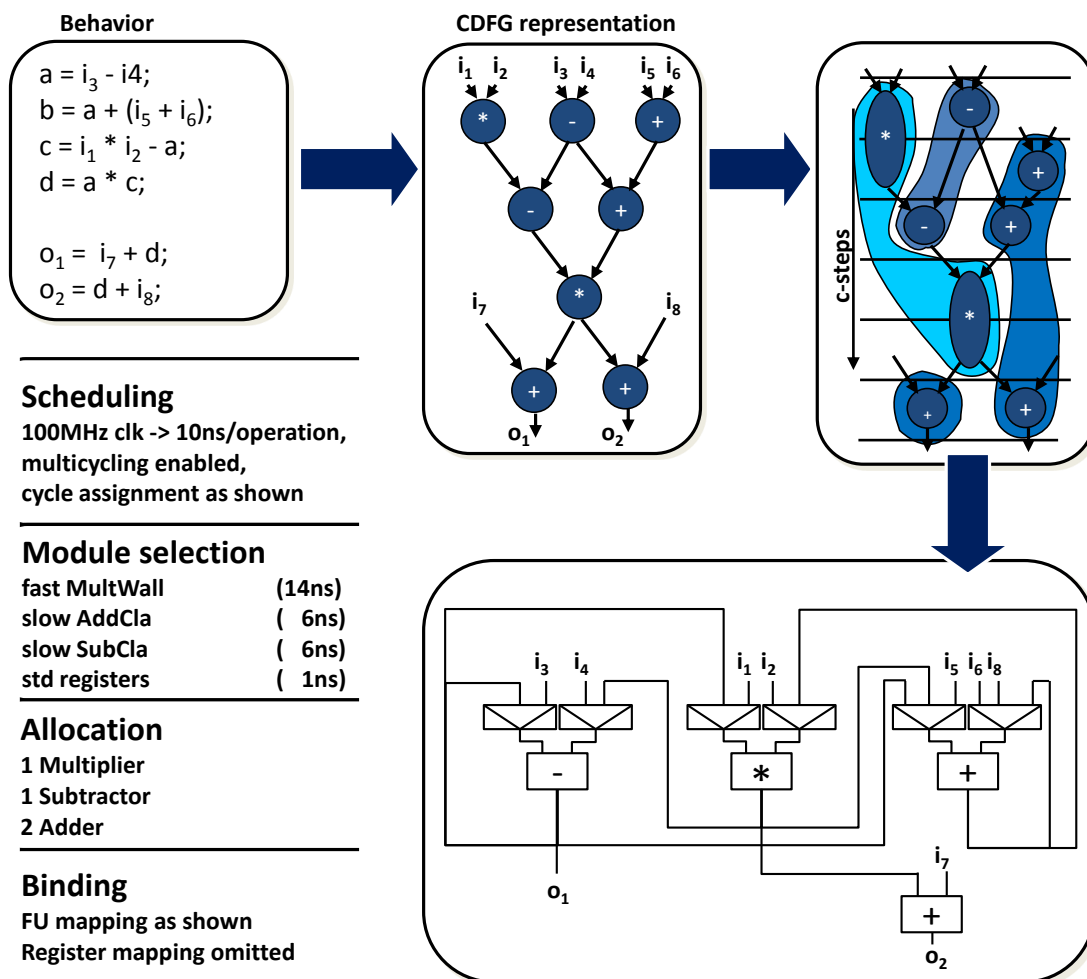 Behavior
a = i₃ - i4;
b = a + (i₅ + i₆);
c = i₁ * i₂ - a;
d = a * c;
o₁ = i₇ + d;
o₂ = d + i₈;
CDFG representation
i₁ i₂ i₃ i₄ i₅ i₆
* - +
- +
*
i₇ i₈
+ +
o₁ o₂
c-steps
-
*
+
- +
*
+ +
Scheduling
100MHz clk -> 10ns/operation,
multicycling enabled,
cycle assignment as shown
Module selection
fast MultWall (14ns)
slow AddCla ( 6ns)
slow SubCla ( 6ns)
std registers ( 1ns)
Allocation
1 Multiplier
1 Subtractor
2 Adder
Binding
FU mapping as shown
Register mapping omitted
i₃ i₄ i₁ i₂ i₅ i₆ i₈
- * +
o₁
i₇
+
o₂